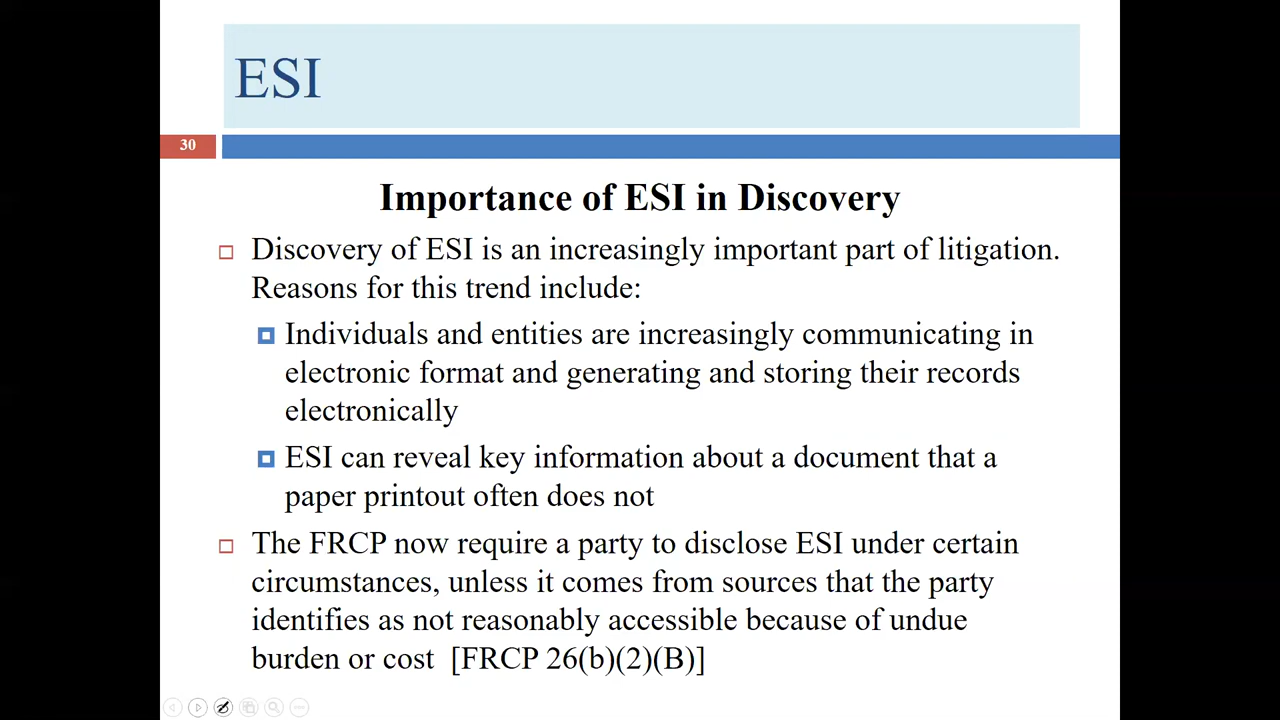 ESI
30
Importance of ESI in Discovery
Discovery of ESI is an increasingly important part of litigation.
Reasons for this trend include:
Individuals and entities are increasingly communicating in
electronic format and generating and storing their records
electronically
ESI can reveal key information about a document that a
paper printout often does not
The FRCP now require a party to disclose ESI under certain
circumstances, unless it comes from sources that the party
identifies as not reasonably accessible because of undue
burden or cost [FRCP 26(b)(2)(B)]